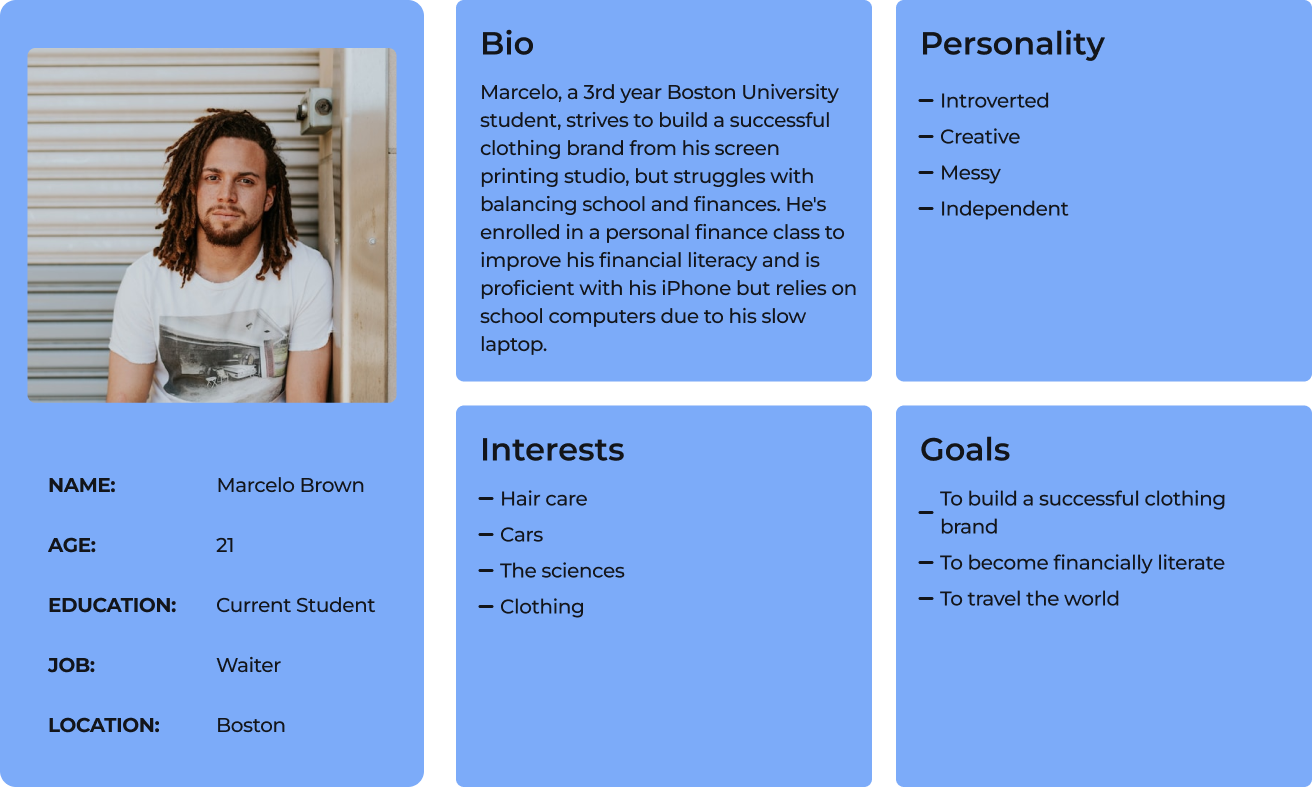 NAME: Marcelo Brown
AGE: 21
EDUCATION: Current Student
JOB: Waiter
LOCATION: Boston
Bio
Marcelo, a 3rd year Boston University
student, strives to build a successful
clothing brand from his screen
printing studio, but struggles with
balancing school and finances. He's
enrolled in a personal finance class to
improve his financial literacy and is
proficient with his iPhone but relies on
school computers due to his slow
laptop.
Personality
– Introverted
– Creative
– Messy
– Independent
Interests
– Hair care
– Cars
– The sciences
– Clothing
Goals
– To build a successful clothing
brand
– To become financially literate
– To travel the world